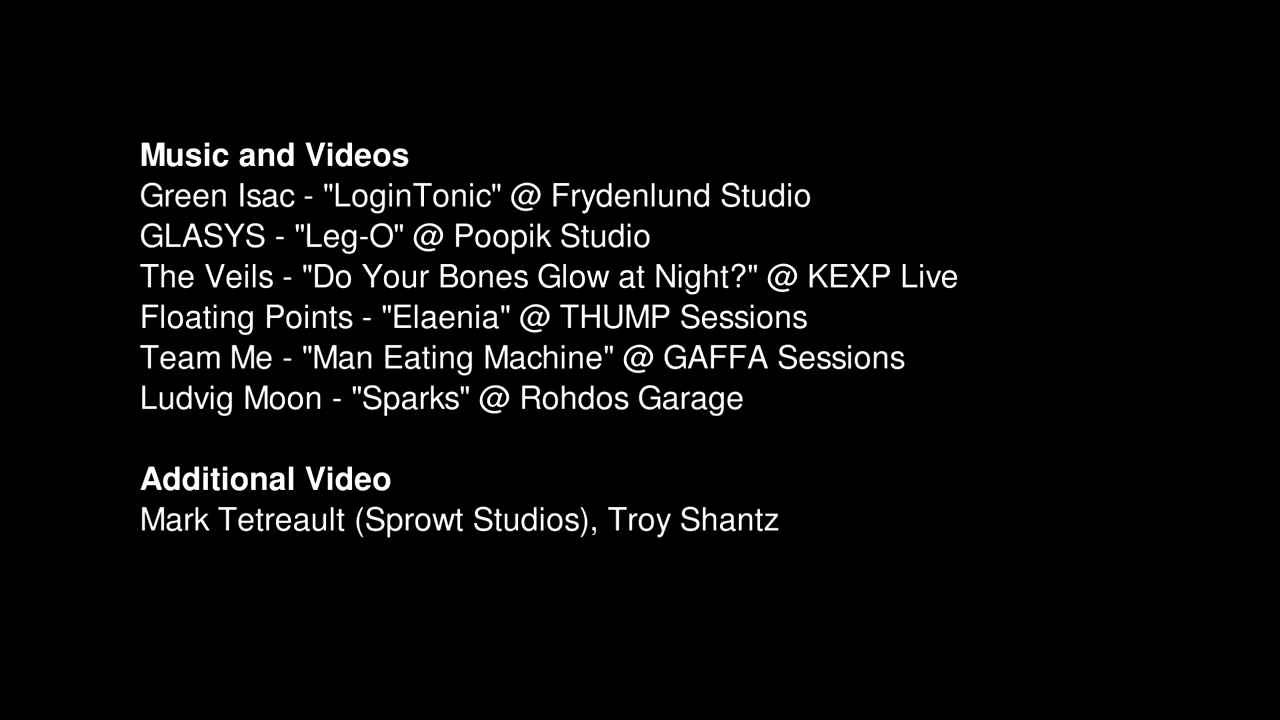 Music and Videos
Green Isac - "LoginTonic" @ Frydenlund Studio
GLASYS - "Leg-O" @ Poopik Studio
The Veils - "Do Your Bones Glow at Night?" @ KEXP Live
Floating Points - "Elaenia" @ THUMP Sessions
Team Me - "Man Eating Machine" @ GAFFA Sessions
Ludvig Moon - "Sparks" @ Rohdos Garage
Additional Video
Mark Tetreault (Sprowt Studios), Troy Shantz